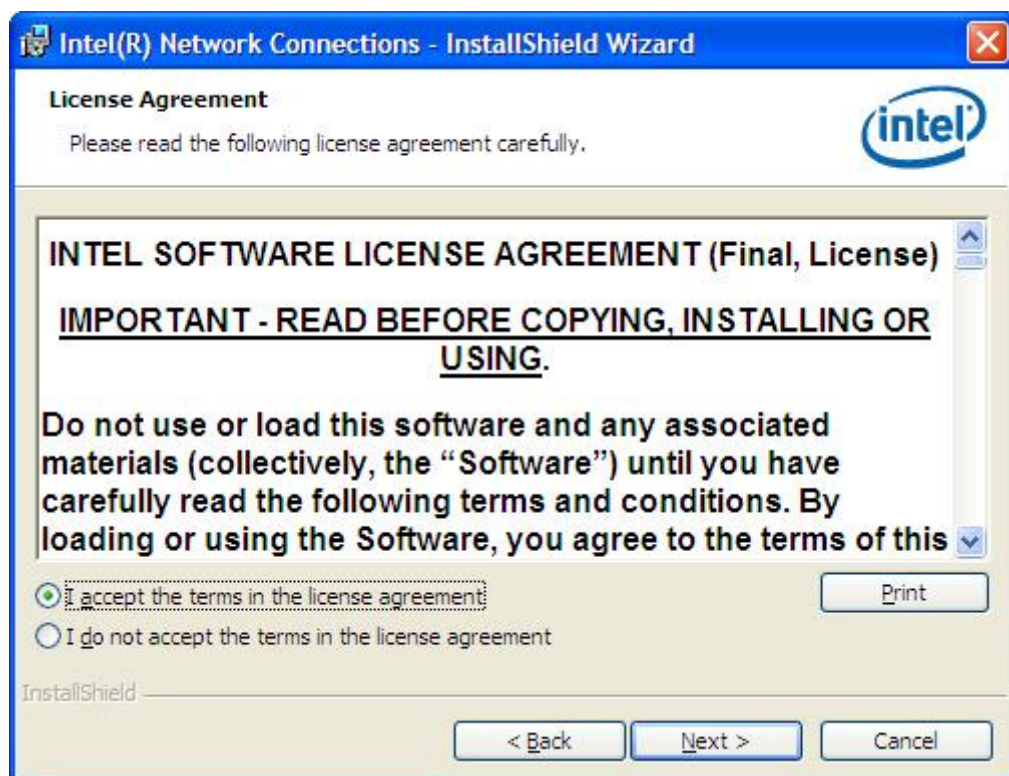 Intel(R) Network Connections - InstallShield Wizard
License Agreement
Please read the following license agreement carefully.
intel
INTEL SOFTWARE LICENSE AGREEMENT (Final, License)
IMPORTANT - READ BEFORE COPYING, INSTALLING OR
USING.
Do not use or load this software and any associated
materials (collectively, the “Software”) until you have
carefully read the following terms and conditions. By
loading or using the Software, you agree to the terms of this
I accept the terms in the license agreement
Print
I do not accept the terms in the license agreement
InstallShield
< Back
Next >
Cancel